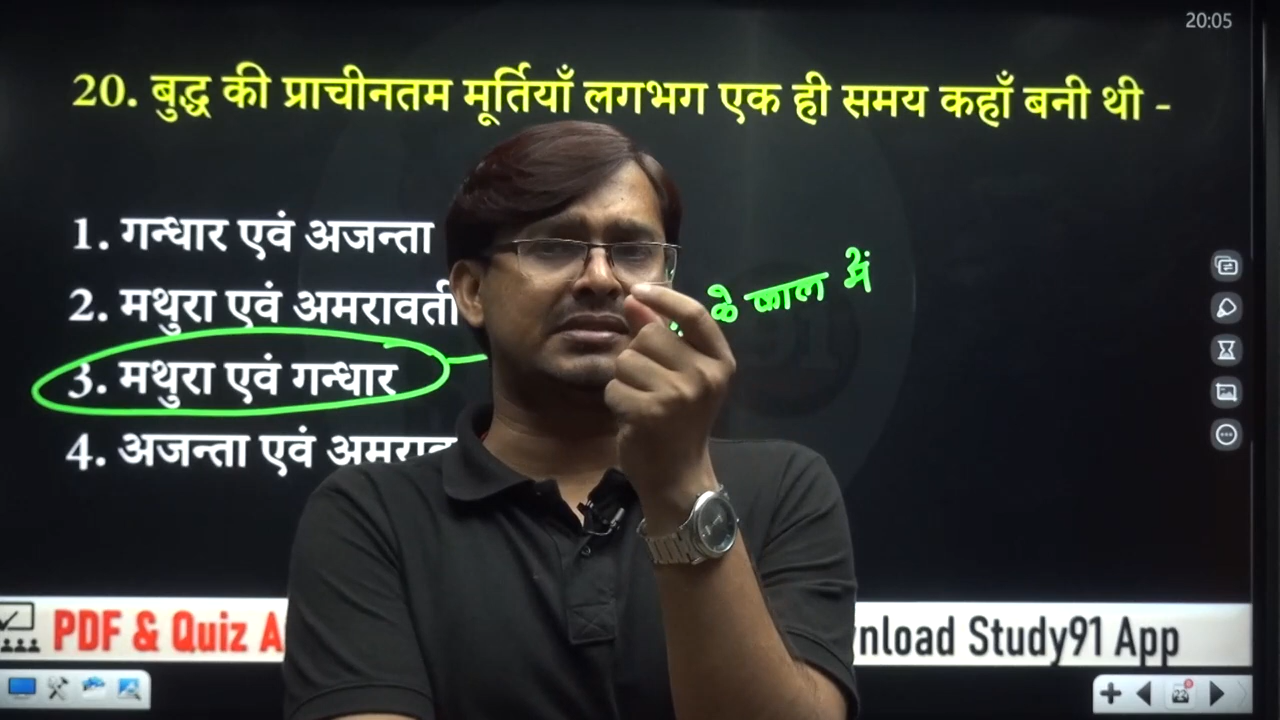 20:05
20. बुद्ध की प्राचीनतम मूर्तियाँ लगभग एक ही समय कहाँ बनी थी -
1. गन्धार एवं अजन्ता
2. मथुरा एवं अमरावती
के काल में
3. मथुरा एवं गन्धार
4. अजन्ता एवं
PDF & Quiz
Study91 App